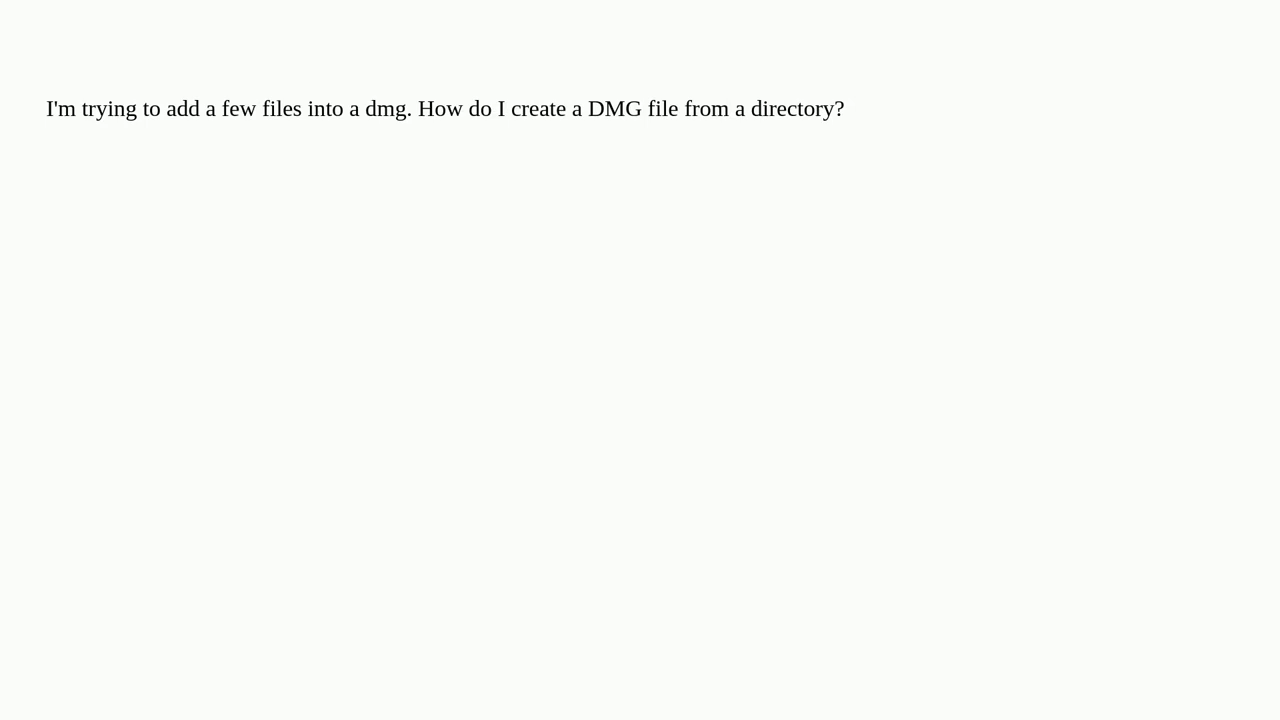 I'm trying to add a few files into a dmg. How do I create a DMG file from a directory?